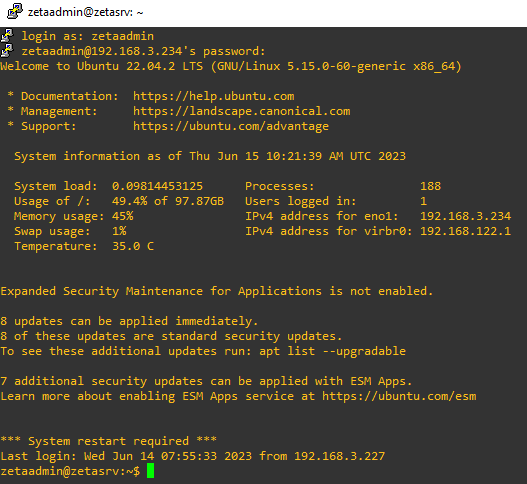 zetaadmin@zetasrv: ~
login as: zetaadmin
zetaadmin@192.168.3.234's password:
Welcome to Ubuntu 22.04.2 LTS (GNU/Linux 5.15.0-60-generic x86_64)
* Documentation:  https://help.ubuntu.com
* Management:     https://landscape.canonical.com
* Support:        https://ubuntu.com/advantage
System information as of Thu Jun 15 10:21:39 AM UTC 2023
System load:  0.09814453125      Processes:               188
Usage of /:   49.4% of 97.87GB   Users logged in:         1
Memory usage: 45%                IPv4 address for eno1:   192.168.3.234
Swap usage:   1%                 IPv4 address for virbr0: 192.168.122.1
Temperature:  35.0 C
Expanded Security Maintenance for Applications is not enabled.
8 updates can be applied immediately.
8 of these updates are standard security updates.
To see these additional updates run: apt list --upgradable
7 additional security updates can be applied with ESM Apps.
Learn more about enabling ESM Apps service at https://ubuntu.com/esm
*** System restart required ***
Last login: Wed Jun 14 07:55:33 2023 from 192.168.3.227
zetaadmin@zetasrv:~$